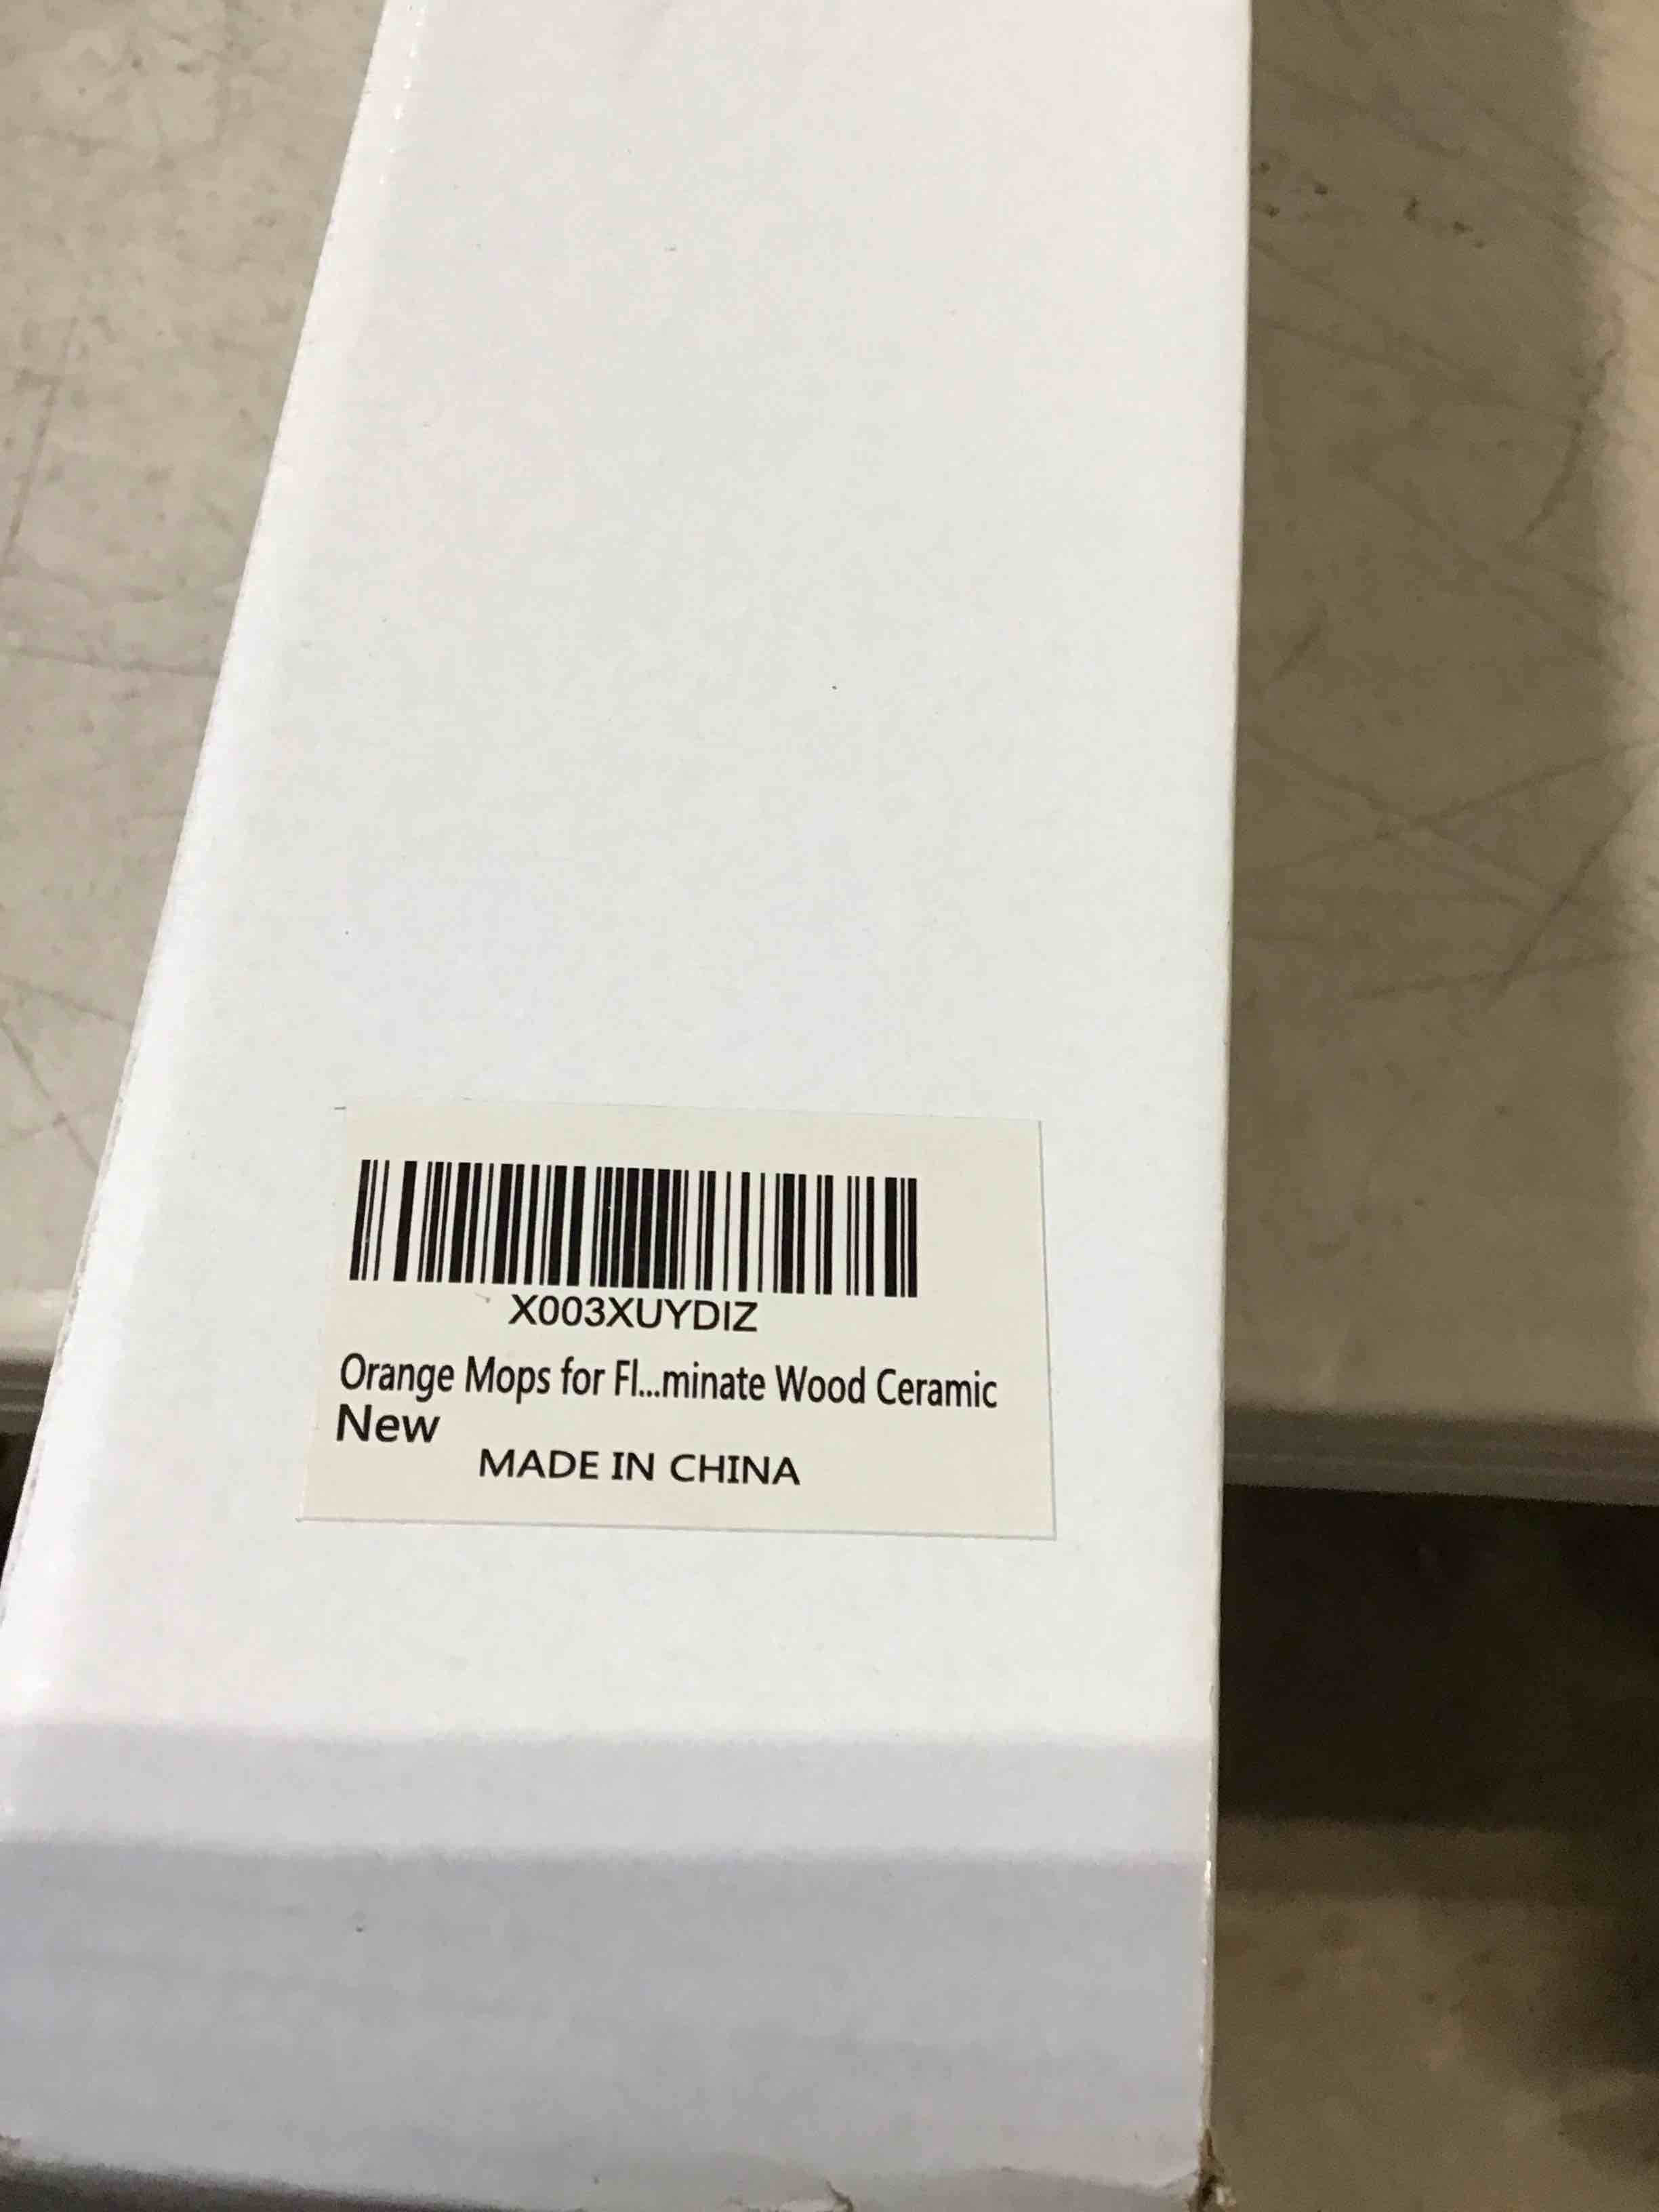 X003XUYDIZ
Orange Mops for Fl...minate Wood Ceramic
New
MADE IN CHINA